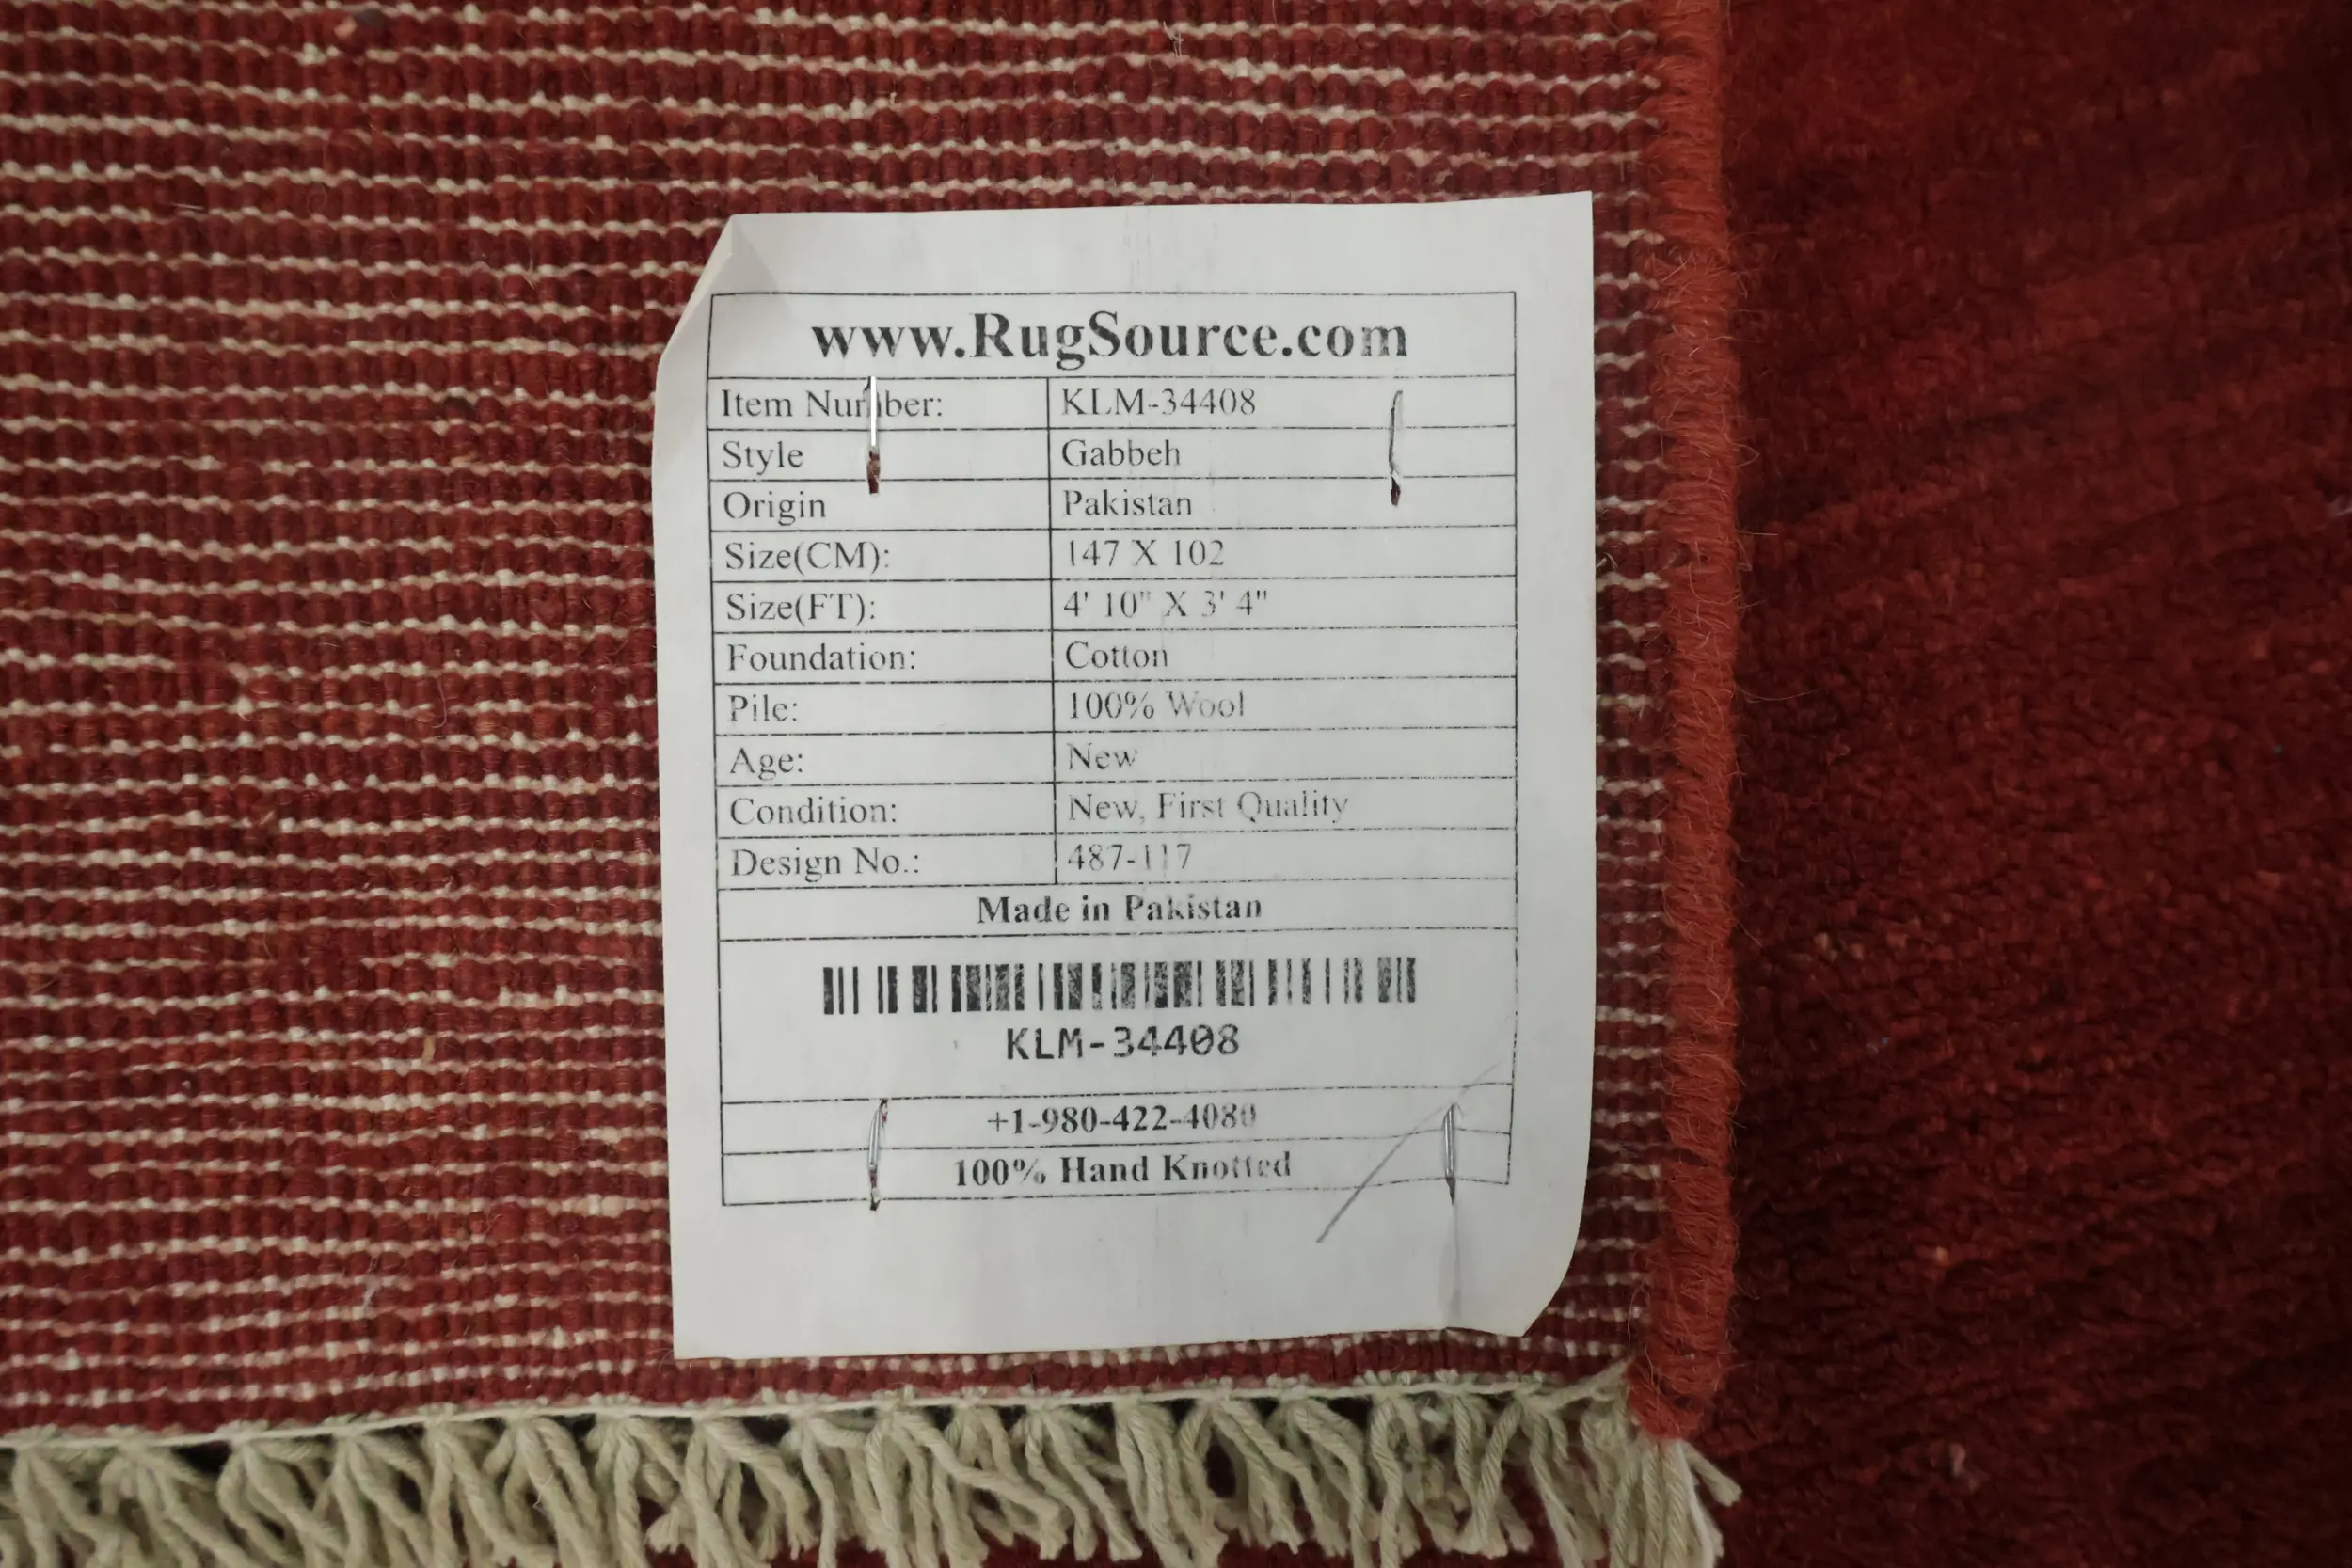 www.RugSource.com
Item Number: KLM-34408
Style Gabbeh
Origin Pakistan
Size(CM): 147 X 102
Size(FT): 4' 10" X 3' 4"
Foundation: Cotton
Pile: 100% Wool
Age: New
Condition: New, First Quality
Design No.: 487-117
Made in Pakistan
KLM-34408
+1-980-422-4080
100% Hand Knotted